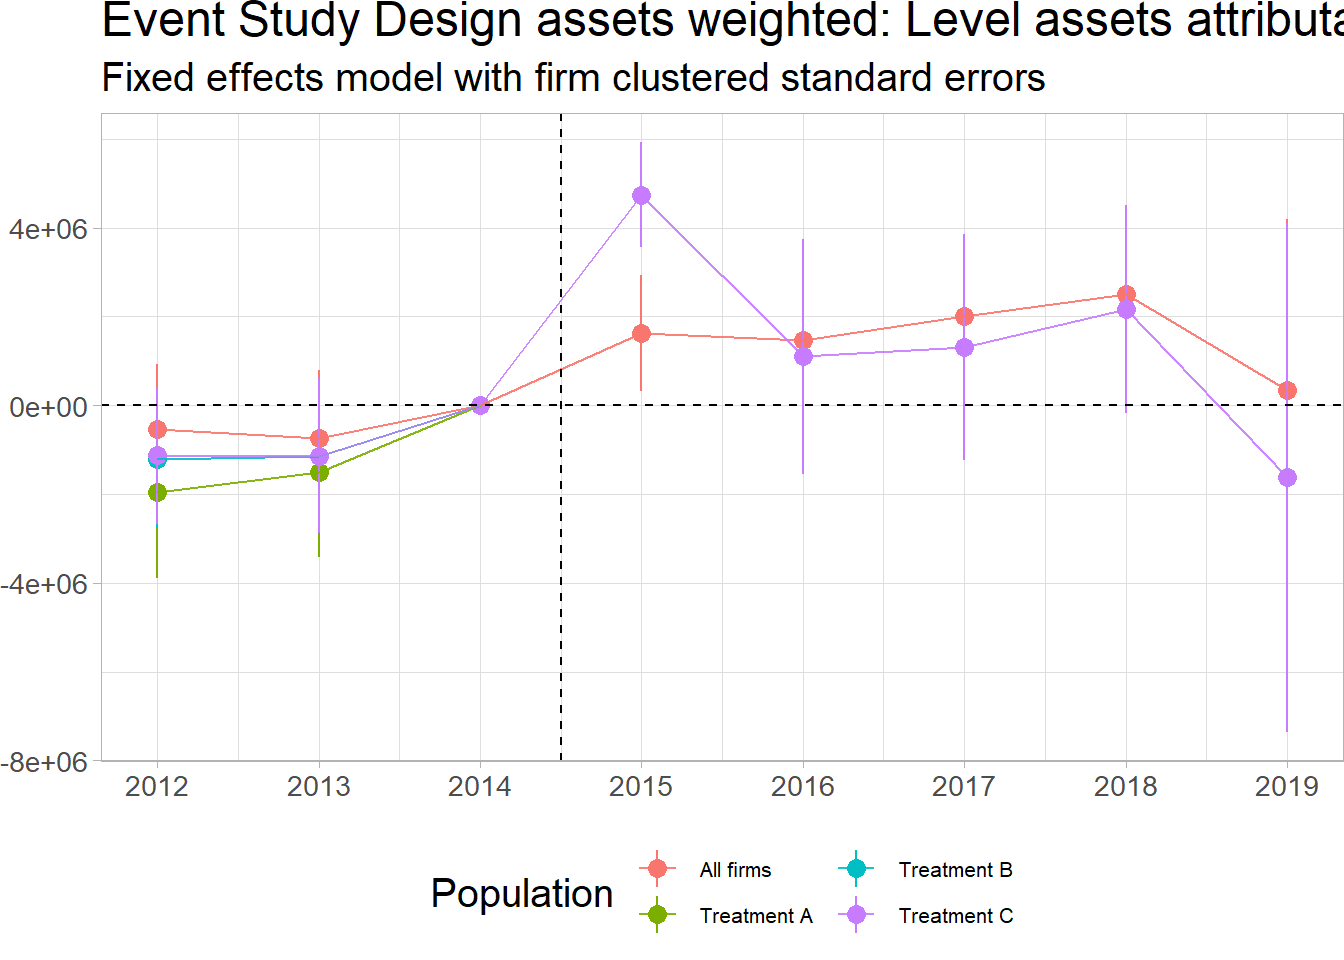 Event Study Design assets weighted: Level assets
Fixed effects model with firm clustered standard errors
4e+06
0e+00
-4e+06
-8e+06
2012 2013 2014 2015 2016 2017 2018 2019
Population
All firms
Treatment B
Treatment A
Treatment C